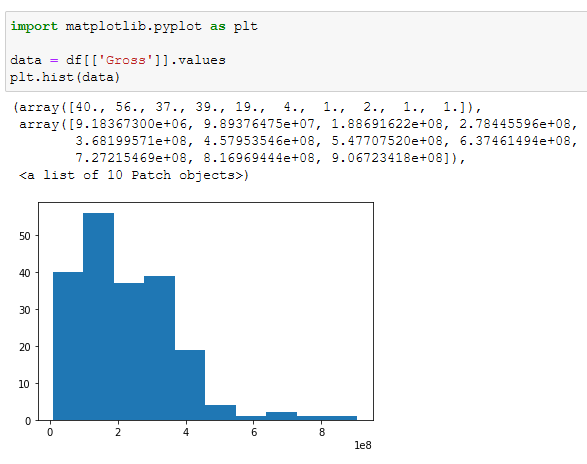 import matplotlib.pyplot as plt
data = df[['Gross']].values
plt.hist(data)
(array([40., 56., 37., 39., 19.,  4.,  1.,  2.,  1.,  1.]),
array([9.18367300e+06, 9.89376475e+07, 1.88691622e+08, 2.78445596e+08,
3.68199571e+08, 4.57953546e+08, 5.47707520e+08, 6.37461494e+08,
7.27215469e+08, 8.16969444e+08, 9.06723418e+08]),
<a list of 10 Patch objects>)
50
40
30
20
10
0
0 2 4 6 8
1e8